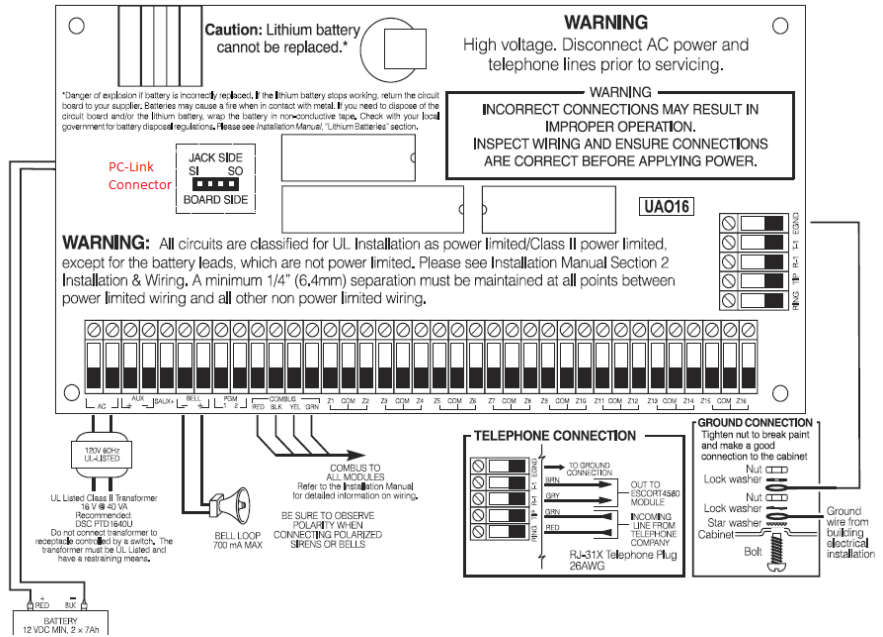 Caution: Lithium battery
cannot be replaced.*
WARNING
High voltage. Disconnect AC power and
telephone lines prior to servicing.
*Danger of explosion if battery is incorrectly replaced. If the lithium battery stops working, return the circuit
board to your supplier. Batteries may cause a fire when in contact with metal. If you need to dispose of the
circuit board and/or the lithium battery, wrap the battery in non-conductive tape. Check with your local
government for battery disposal regulations. Please see Installation Manual, "Lithium Batteries" section.
WARNING
INCORRECT CONNECTIONS MAY RESULT IN
IMPROPER OPERATION.
INSPECT WIRING AND ENSURE CONNECTIONS
ARE CORRECT BEFORE APPLYING POWER.
PC-Link
Connector
JACK SIDE
SI SO
BOARD SIDE
UA016
EGND
T-1
R-1
TIP
RING
WARNING: All circuits are classified for UL Installation as power limited/Class II power limited,
except for the battery leads, which are not power limited. Please see Installation Manual Section 2
Installation & Wiring. A minimum 1/4" (6.4mm) separation must be maintained at all points between
power limited wiring and all other non power limited wiring.
AC
AUX
+ -
SAUX+
BELL
- +
PGM
1 2
COMBUS
RED BLK YEL GRN
Z1 COM Z2 Z3 COM Z4 Z5 COM Z6 Z7 COM Z8 Z9 COM Z10 Z11 COM Z12 Z13 COM Z14 Z15 COM Z16
120V 60Hz
UL-LISTED
UL Listed Class II Transformer
16 V @ 40 VA
Recommended:
DSC PTD1640U
Do not connect transformer to
receptacle controlled by a switch. The
transformer must be UL Listed and
have a restraining means.
BELL LOOP
700 mA MAX
COMBUS TO
ALL MODULES
Refer to the Installation Manual
for detailed information on wiring.
BE SURE TO OBSERVE
POLARITY WHEN
CONNECTING POLARIZED
SIRENS OR BELLS
TELEPHONE CONNECTION
EGND
T-1
R-1
TIP
RING
TO GROUND
CONNECTION
BRN
GRY
GRN
RED
OUT TO
ESCORT4580
MODULE
INCOMING
LINE FROM
TELEPHONE
COMPANY
RJ-31X Telephone Plug
26AWG
GROUND CONNECTION
Tighten nut to break paint
and make a good
connection to the cabinet
Nut
Lock washer
Nut
Lock washer
Star washer
Cabinet
Bolt
Ground
wire from
building
electrical
installation
+ -
RED BLK
BATTERY
12 VDC MIN, 2 x 7Ah